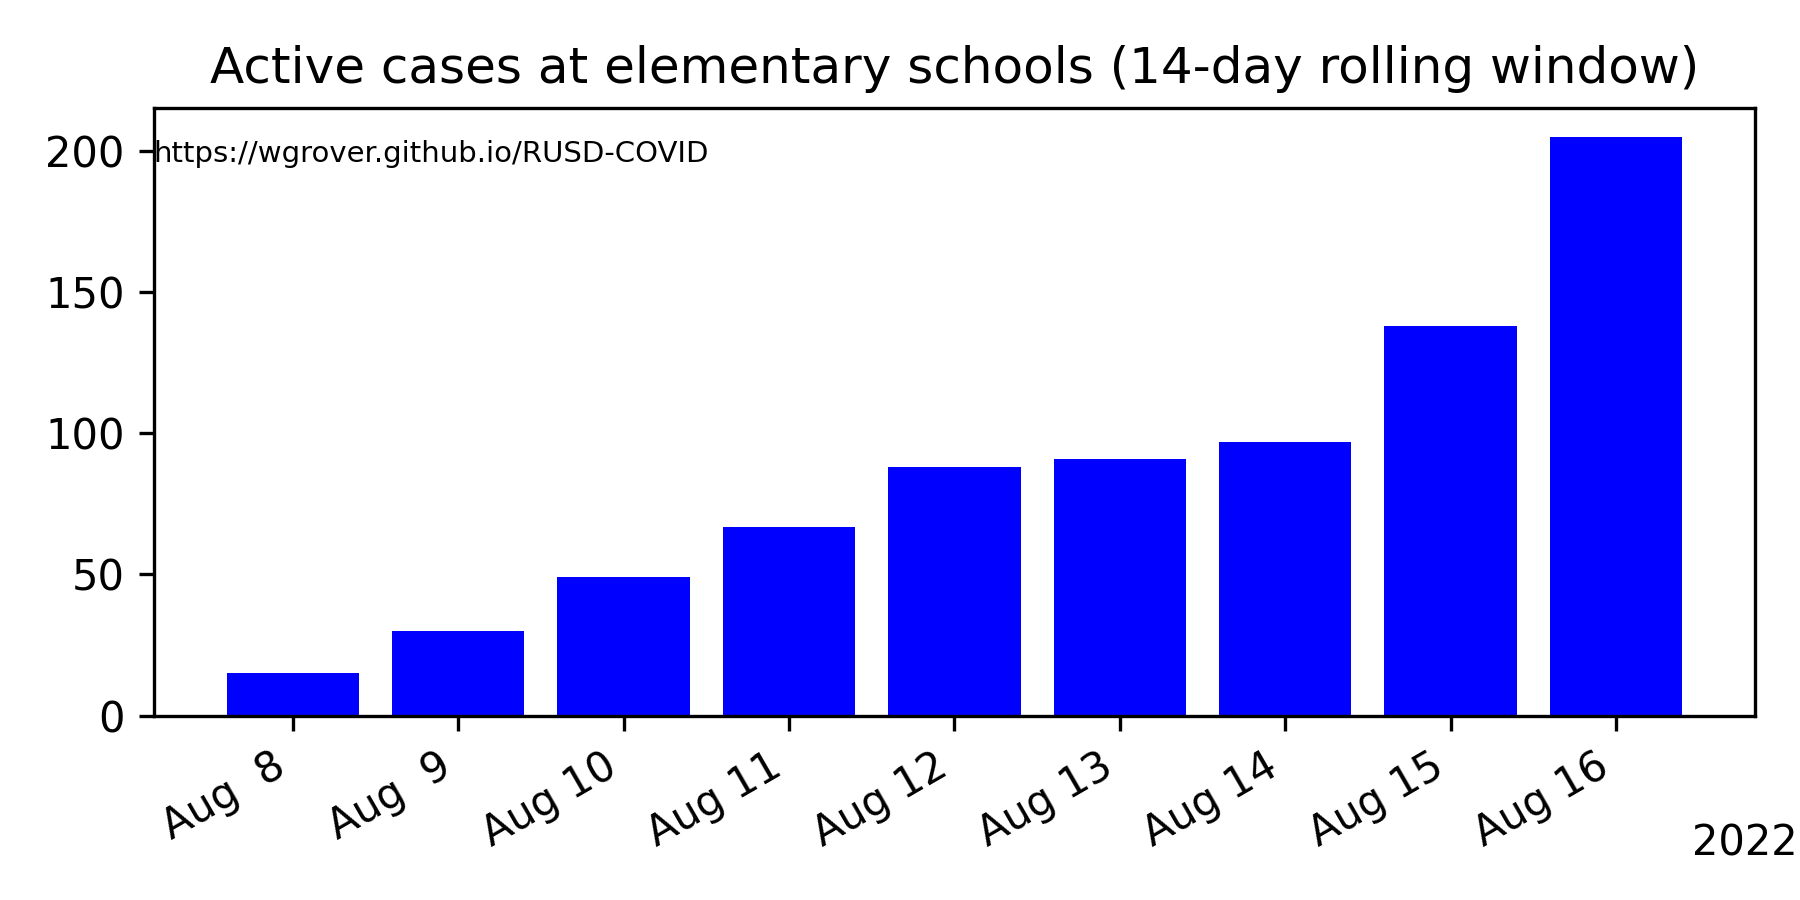 Active cases at elementary schools (14-day rolling window)
https://wgrover.github.io/RUSD-COVID
200
150
100
50
0
Aug 8
Aug 9
Aug 10
Aug 11
Aug 12
Aug 13
Aug 14
Aug 15
Aug 16
2022